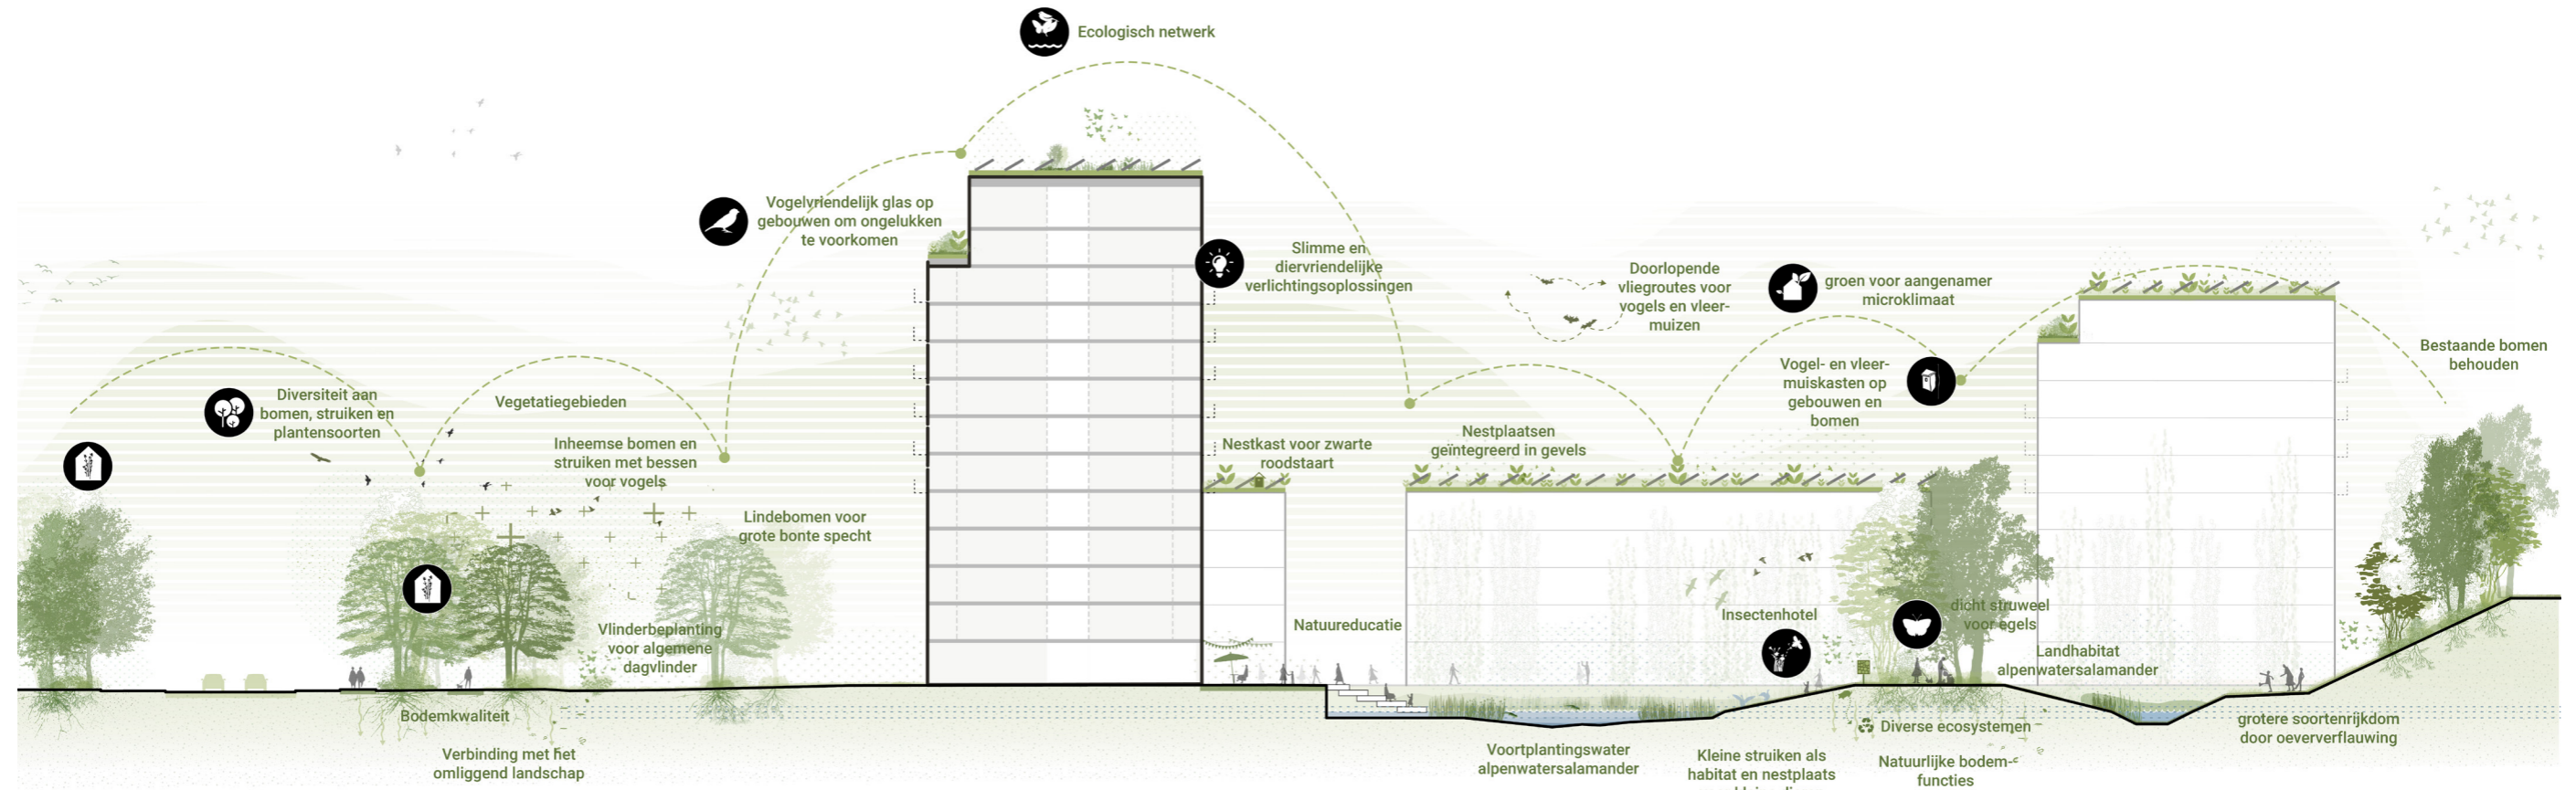 Ecologisch netwerk
Vogelvriendelijk glas op
gebouwen om ongelukken
te voorkomen
Slimme en
diervriendelijke
verlichtingsoplossingen
Doorlopende
vliegroutes voor
vogels en vleer-
muizen
groen voor aangenamer
microklimaat
Bestaande bomen
behouden
Vogel- en vleer-
muiskasten op
gebouwen en
bomen
Diversiteit aan
bomen, struiken en
plantensoorten
Vegetatiegebieden
Inheemse bomen en
struiken met bessen
voor vogels
Nestkast voor zwarte
roodstaart
Nestplaatsen
geïntegreerd in gevels
Lindebomen voor
grote bonte specht
Vlinderbeplanting
voor algemene
dagvlinder
Natuureducatie
Insectenhotel
dicht struweel
voor egels
Landhabitat
alpenwatersalamander
Bodemkwaliteit
Verbinding met het
omliggend landschap
Voortplantingswater
alpenwatersalamander
Kleine struiken als
habitat en nestplaats
Diverse ecosystemen
Natuurlijke bodem-
functies
grotere soortenrijkdom
door oeververflauwing